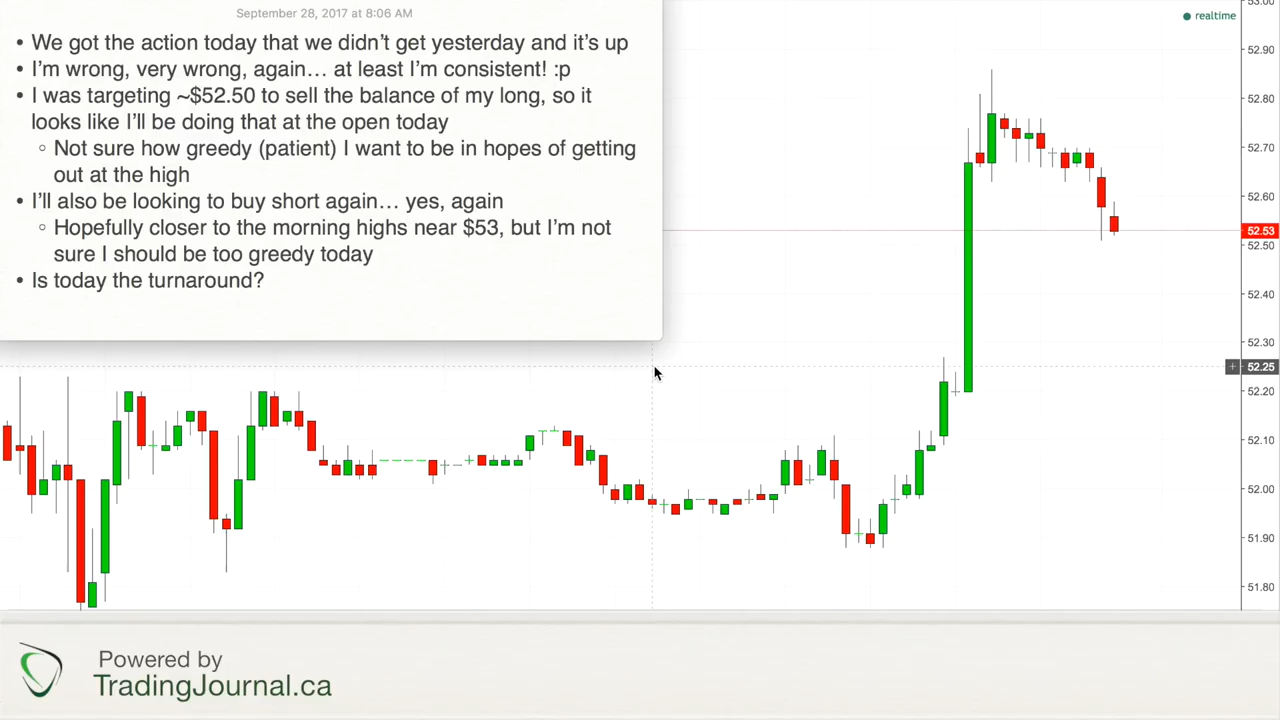 September 28, 2017 at 8:06 AM
• We got the action today that we didn't get yesterday and it's up
• I'm wrong, very wrong, again… at least I'm consistent! :p
• I was targeting ~$52.50 to sell the balance of my long, so it
looks like I'll be doing that at the open today
◦ Not sure how greedy (patient) I want to be in hopes of getting
out at the high
• I'll also be looking to buy short again… yes, again
◦ Hopefully closer to the morning highs near $53, but I'm not
sure I should be too greedy today
• Is today the turnaround?
realtime
53.00
52.90
52.80
52.70
52.60
52.53
52.50
52.40
52.30
52.25
52.20
52.10
52.00
51.90
51.80
Powered by
TradingJournal.ca